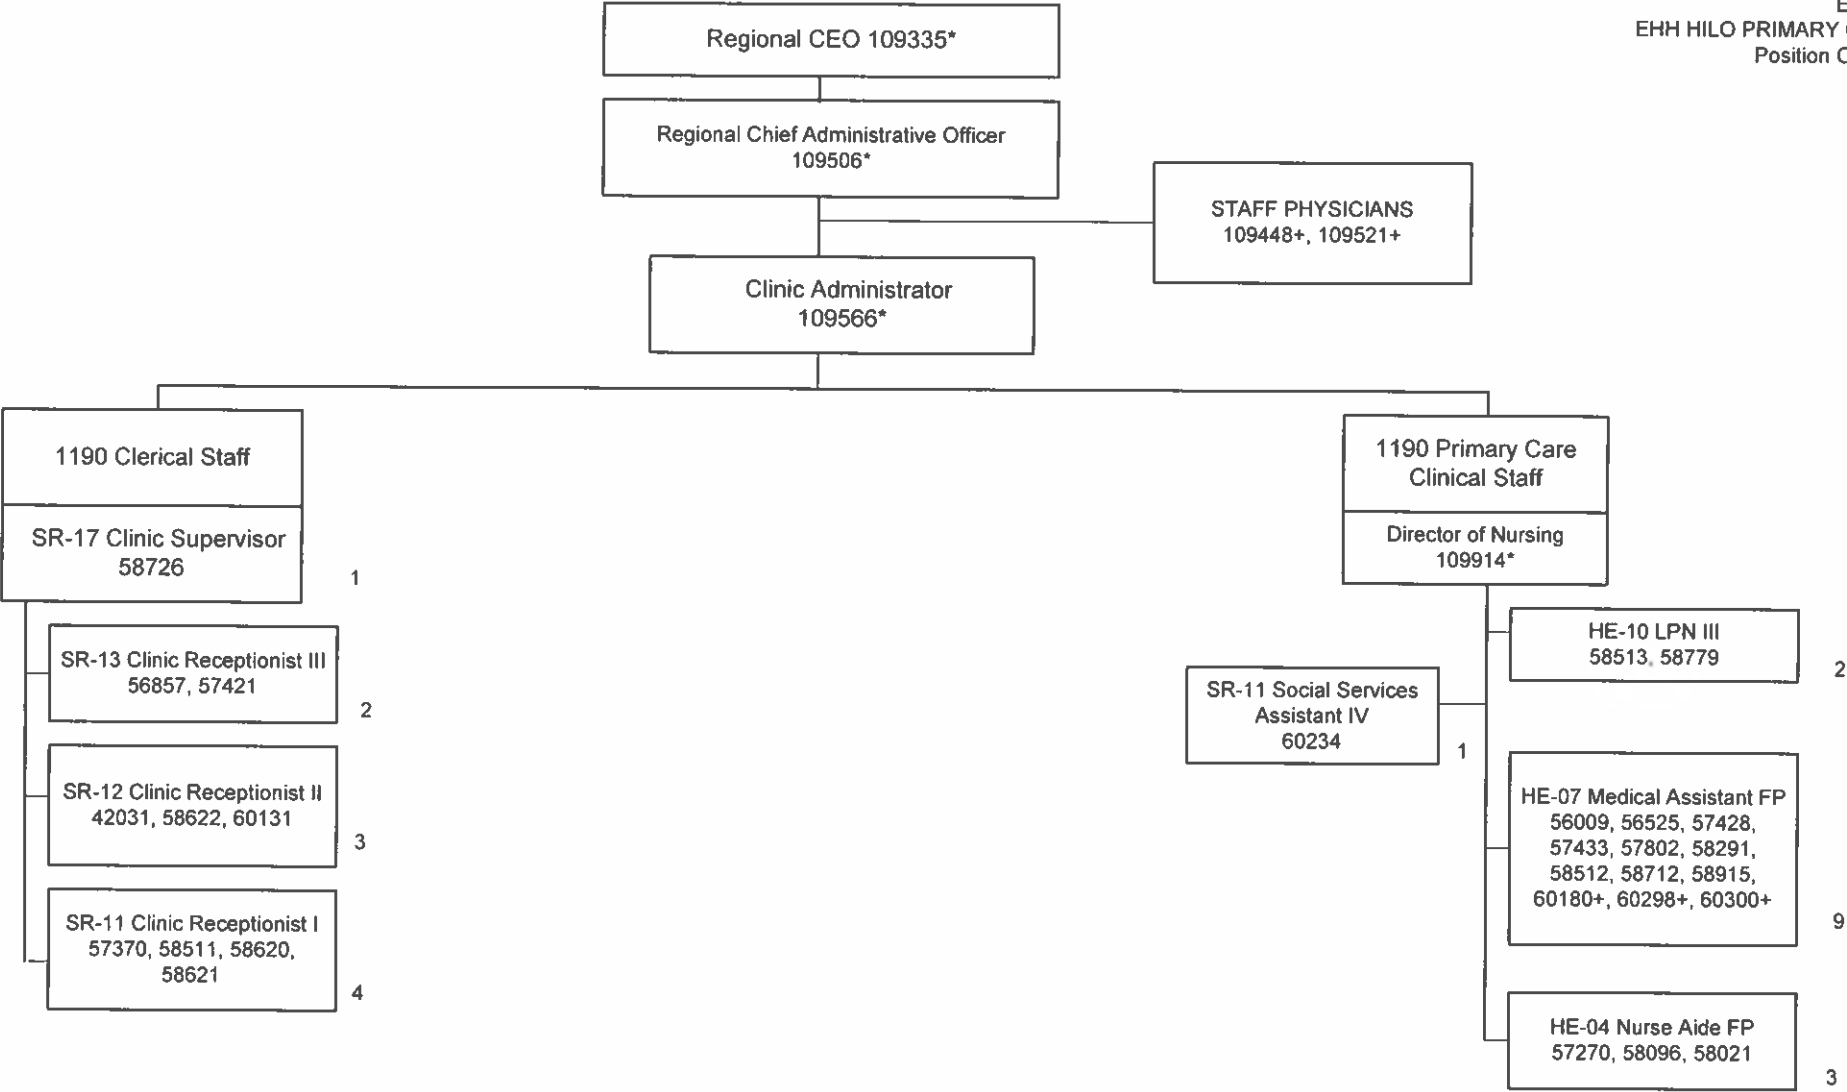 E
EHH HILO PRIMARY
Position
Regional CEO 109335*
Regional Chief Administrative Officer
109506*
STAFF PHYSICIANS
109448+, 109521+
Clinic Administrator
109566*
1190 Clerical Staff
SR-17 Clinic Supervisor
58726
1
SR-13 Clinic Receptionist III
56857, 57421
2
SR-12 Clinic Receptionist II
42031, 58622, 60131
3
SR-11 Clinic Receptionist I
57370, 58511, 58620,
58621
4
1190 Primary Care
Clinical Staff
Director of Nursing
109914*
HE-10 LPN III
58513, 58779
2
SR-11 Social Services
Assistant IV
60234
1
HE-07 Medical Assistant FP
56009, 56525, 57428,
57433, 57802, 58291,
58512, 58712, 58915,
60180+, 60298+, 60300+
9
HE-04 Nurse Aide FP
57270, 58096, 58021
3